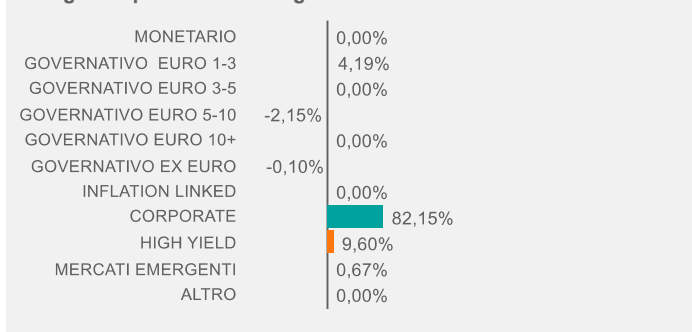 MONETARIO 0,00%
GOVERNATIVO EURO 1-3 4,19%
GOVERNATIVO EURO 3-5 0,00%
GOVERNATIVO EURO 5-10 -2,15%
GOVERNATIVO EURO 10+ 0,00%
GOVERNATIVO EX EURO -0,10%
INFLATION LINKED 0,00%
CORPORATE 82,15%
HIGH YIELD 9,60%
MERCATI EMERGENTI 0,67%
ALTRO 0,00%